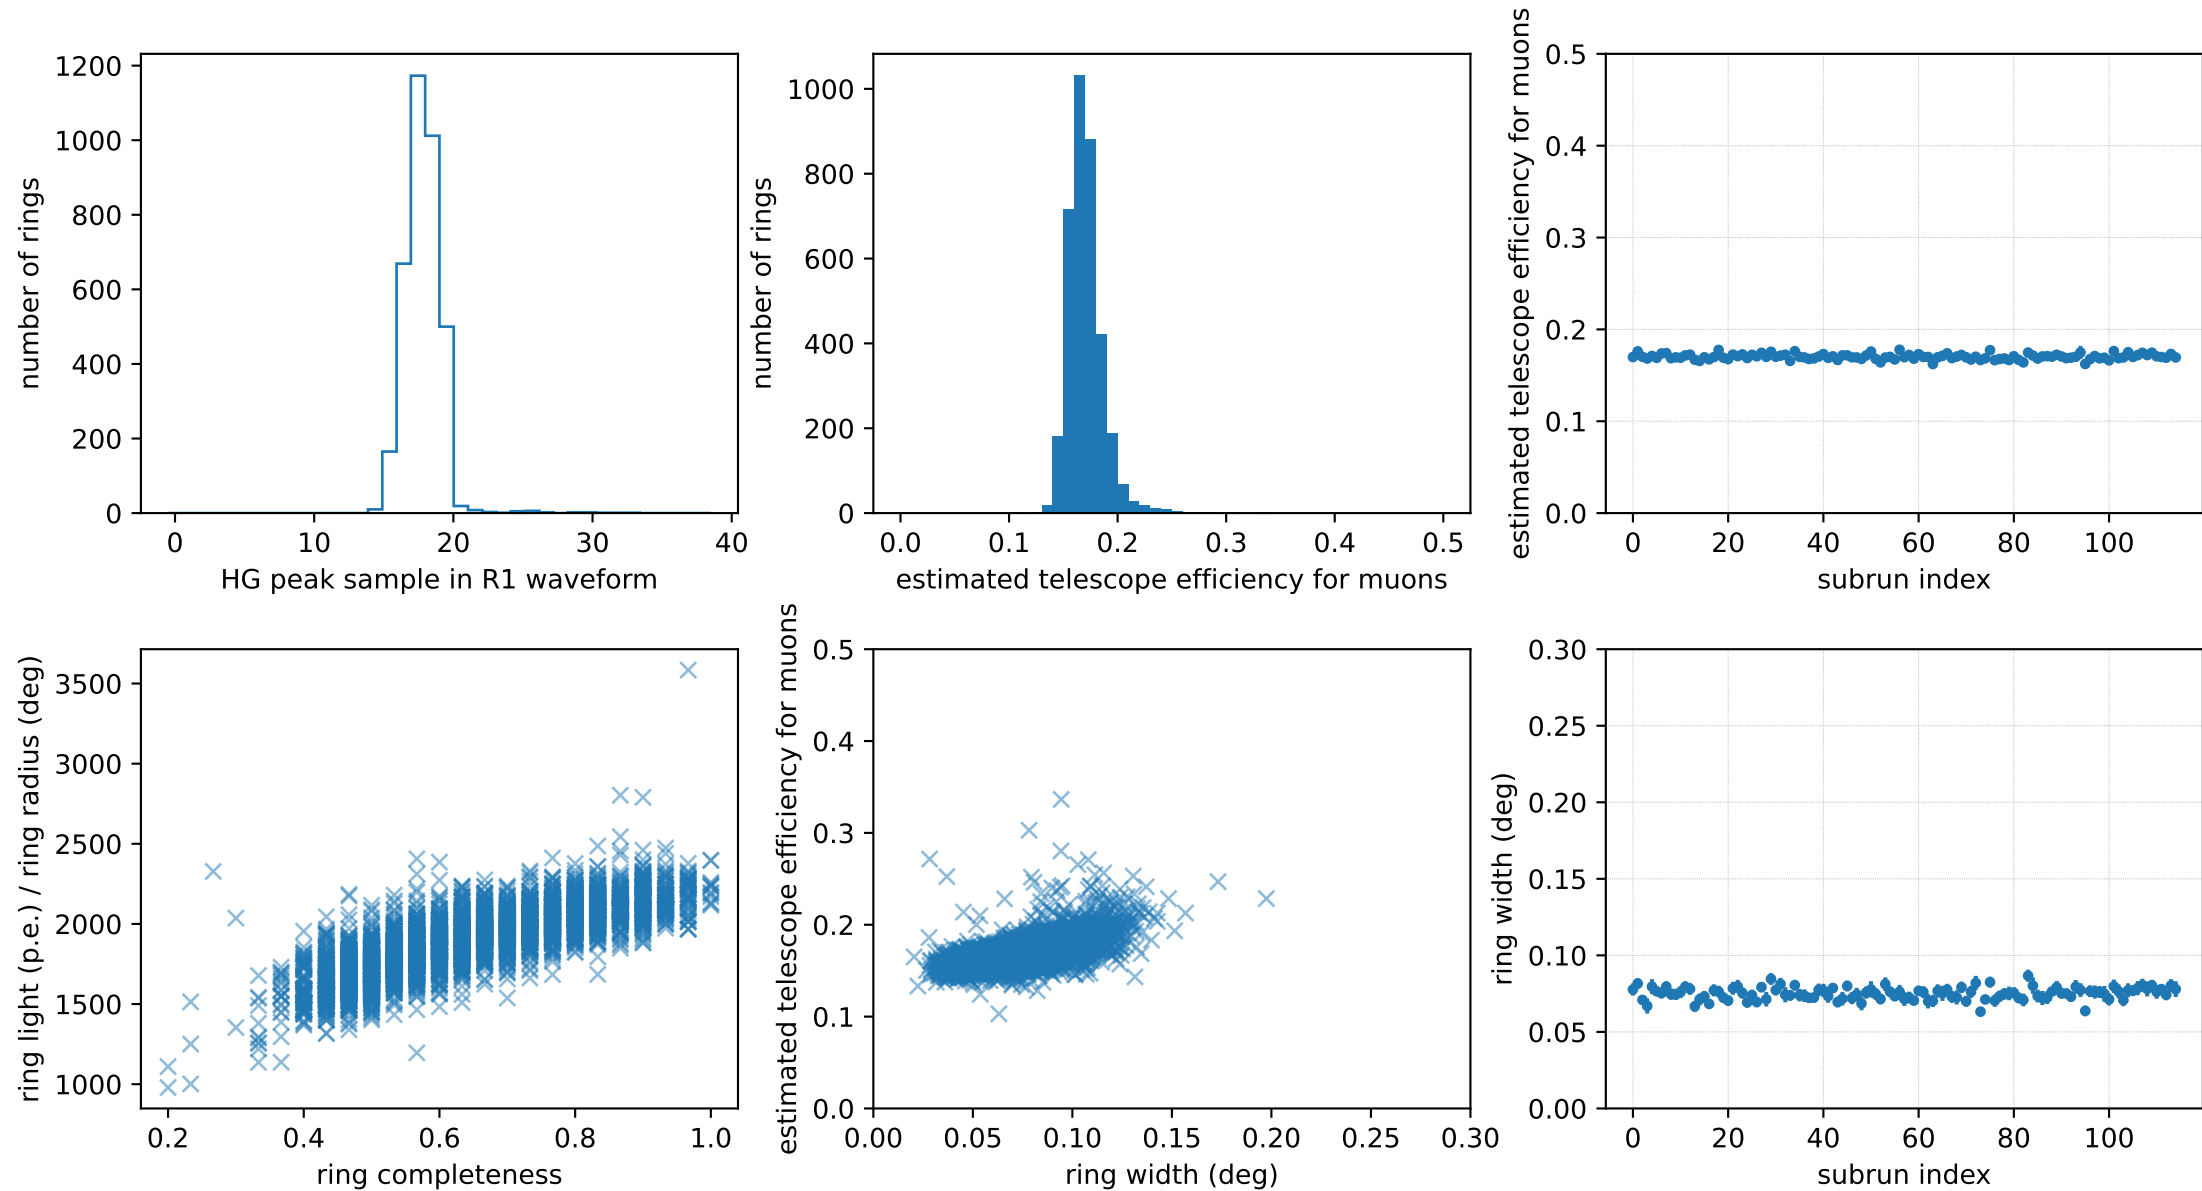 1200
1000
800
600
400
200
0
number of rings
0 10 20 30 40
HG peak sample in R1 waveform
1000
800
600
400
200
0
number of rings
0.0 0.1 0.2 0.3 0.4 0.5
estimated telescope efficiency for muons
0.5
0.4
0.3
0.2
0.1
0.0
estimated telescope efficiency for muons
0 20 40 60 80 100
subrun index
3500
3000
2500
2000
1500
1000
ring light (p.e.) / ring radius (deg)
0.2 0.4 0.6 0.8 1.0
ring completeness
0.5
0.4
0.3
0.2
0.1
0.0
estimated telescope efficiency for muons
0.00 0.05 0.10 0.15 0.20 0.25 0.30
ring width (deg)
0.30
0.25
0.20
0.15
0.10
0.05
0.00
ring width (deg)
0 20 40 60 80 100
subrun index